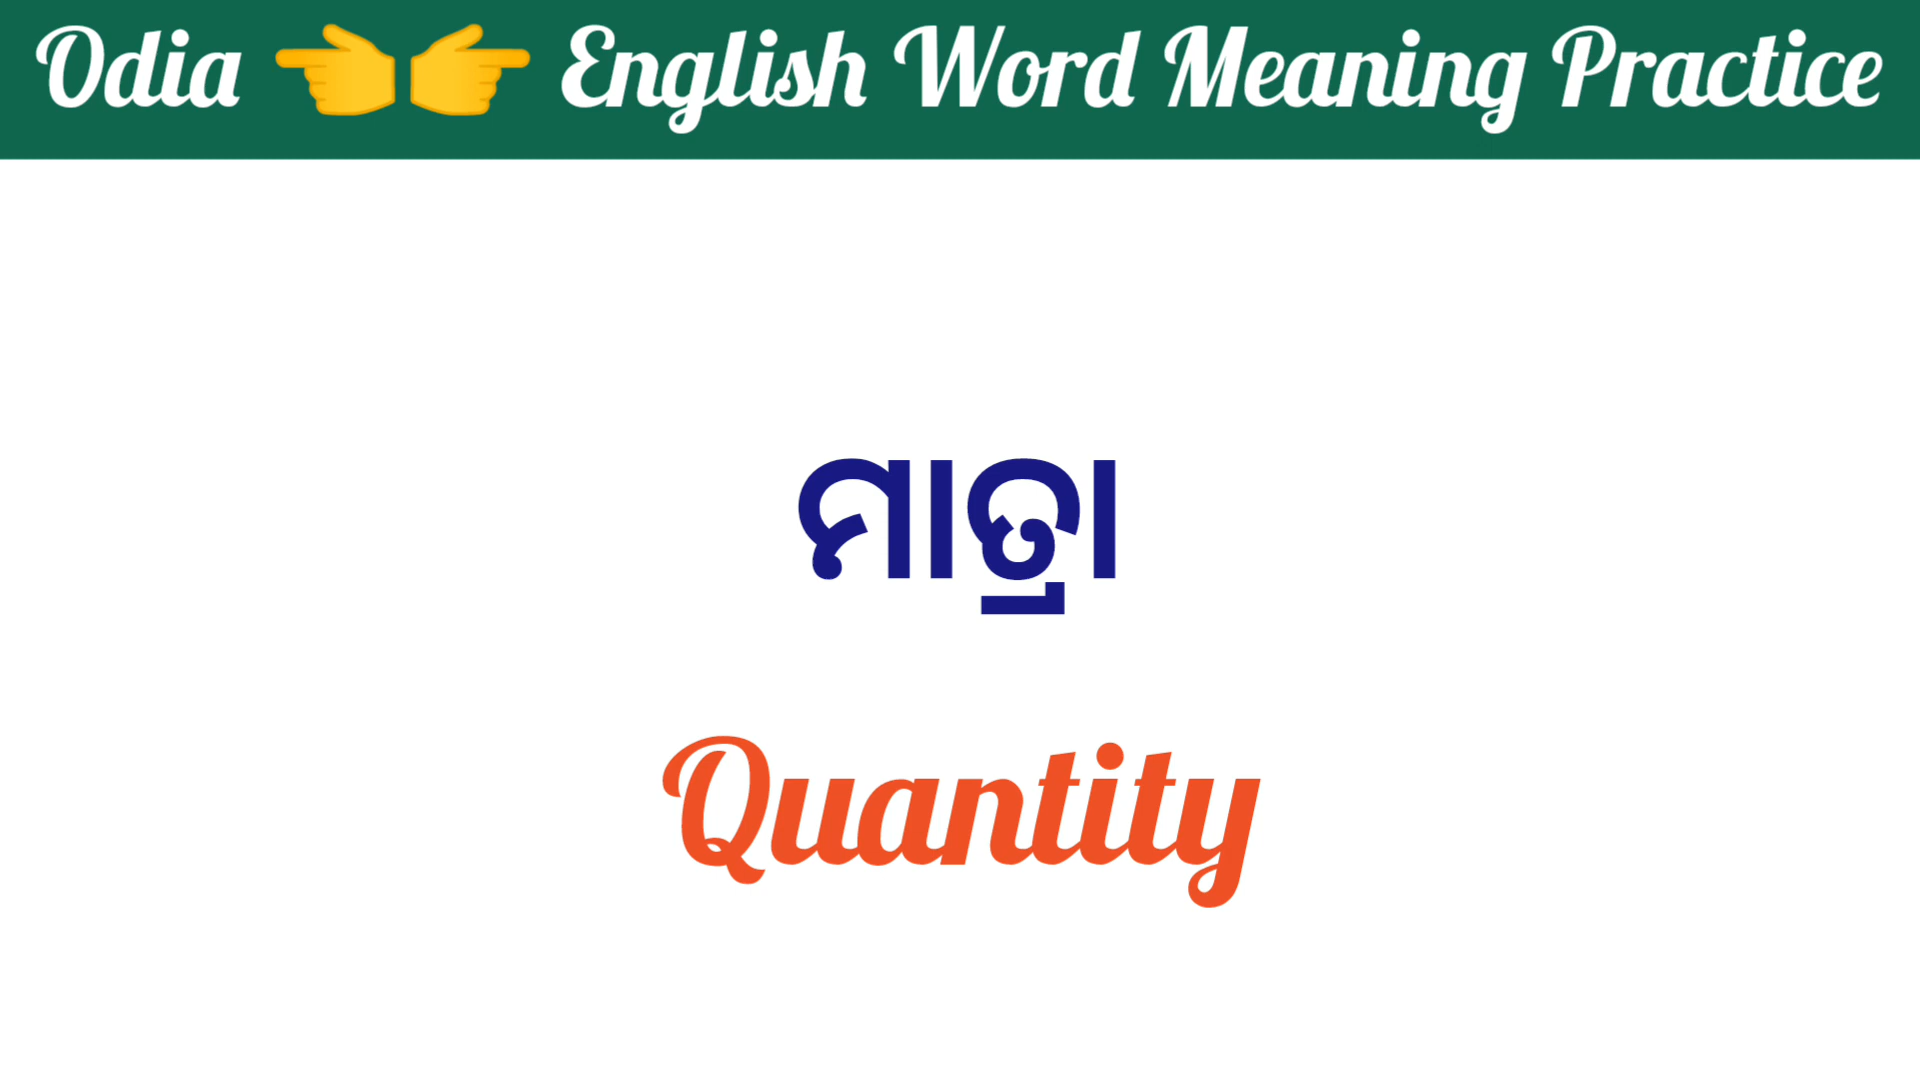 Odia 👈👉 English Word Meaning Practice
ମାତ୍ରା
Quantity